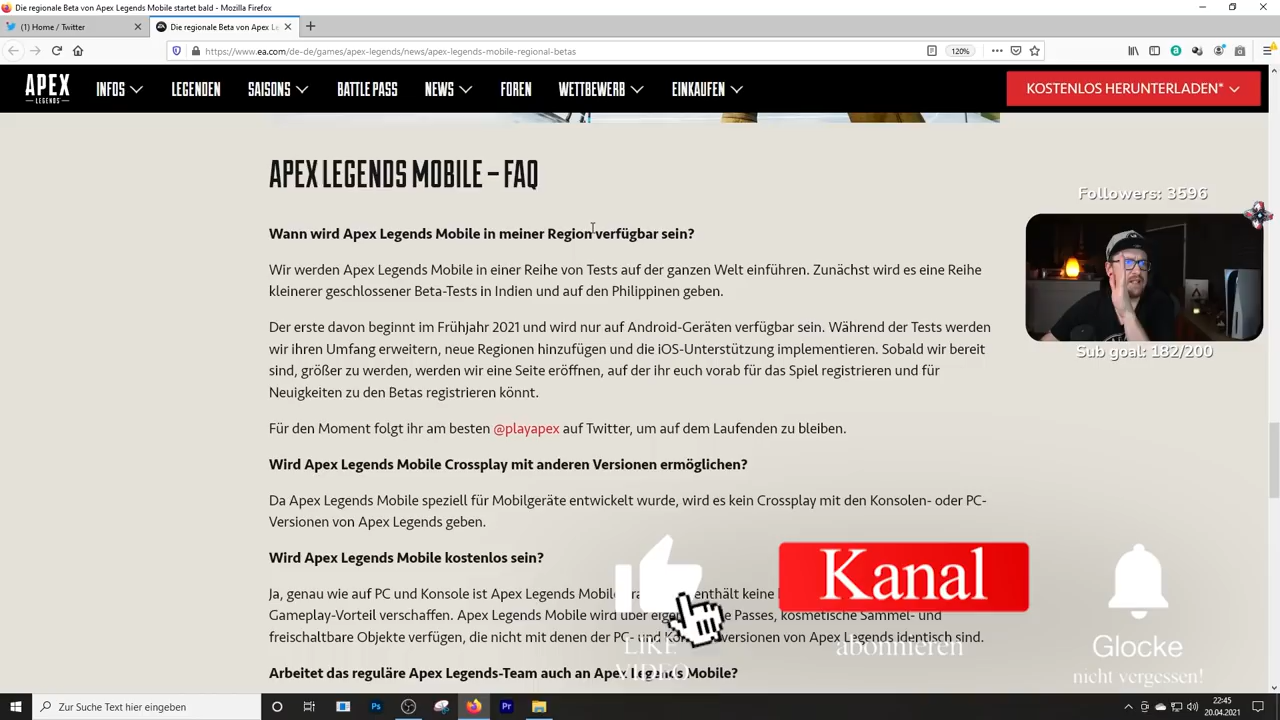 Die regionale Beta von Apex Legends Mobile startet bald - Mozilla Firefox
(1) Home / Twitter
Die regionale Beta von Apex L
https://www.ea.com/de-de/games/apex-legends/news/apex-legends-mobile-regional-betas
120%
APEX
LEGENDS
INFOS
LEGENDEN
SAISONS
BATTLE PASS
NEWS
FOREN
WETTBEWERB
EINKAUFEN
KOSTENLOS HERUNTERLADEN*
APEX LEGENDS MOBILE – FAQ
Followers: 3596
Wann wird Apex Legends Mobile in meiner Region verfügbar sein?
Wir werden Apex Legends Mobile in einer Reihe von Tests auf der ganzen Welt einführen. Zunächst wird es eine Reihe
kleinerer geschlossener Beta-Tests in Indien und auf den Philippinen geben.
Der erste davon beginnt im Frühjahr 2021 und wird nur auf Android-Geräten verfügbar sein. Während der Tests werden
wir ihren Umfang erweitern, neue Regionen hinzufügen und die iOS-Unterstützung implementieren. Sobald wir bereit
sind, größer zu werden, werden wir eine Seite eröffnen, auf der ihr euch vorab für das Spiel registrieren und für
Neuigkeiten zu den Betas registrieren könnt.
Sub goal: 182/200
Für den Moment folgt ihr am besten @playapex auf Twitter, um auf dem Laufenden zu bleiben.
Wird Apex Legends Mobile Crossplay mit anderen Versionen ermöglichen?
Da Apex Legends Mobile speziell für Mobilgeräte entwickelt wurde, wird es kein Crossplay mit den Konsolen- oder PC-
Versionen von Apex Legends geben.
Wird Apex Legends Mobile kostenlos sein?
Ja, genau wie auf PC und Konsole ist Apex Legends Mobile enthält keine
Gameplay-Vorteil verschaffen. Apex Legends Mobile wird über Passes, kosmetische Sammel- und
freischaltbare Objekte verfügen, die nicht mit denen der PC- und versionen von Apex Legends identisch sind.
Arbeitet das reguläre Apex Legends-Team auch an Apex Legends Mobile?
LIKE
VIDEO
Kanal
abonnieren
Glocke
nicht vergessen!
Zur Suche Text hier eingeben
22:45
20.04.2021